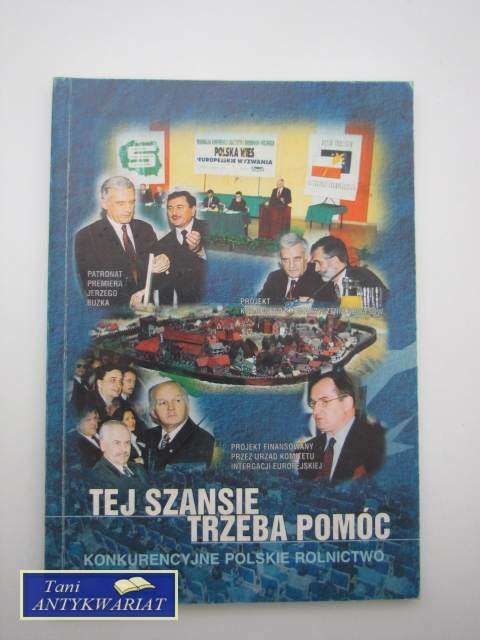 POLSKA WIEŚ
EUROPEJSKIE WYZWANIA
PATRONAT
PREMIERA
JERZEGO
BUZKA
PROJEKT
PROJEKT FINANSOWANY
PRZEZ URZĄD KOMITETU
INTERGACJI EUROPEJSKIEJ
TEJ SZANSIE
TRZEBA POMÓC
KONKURENCYJNE POLSKIE ROLNICTWO
Tani
ANTYKWARIAT